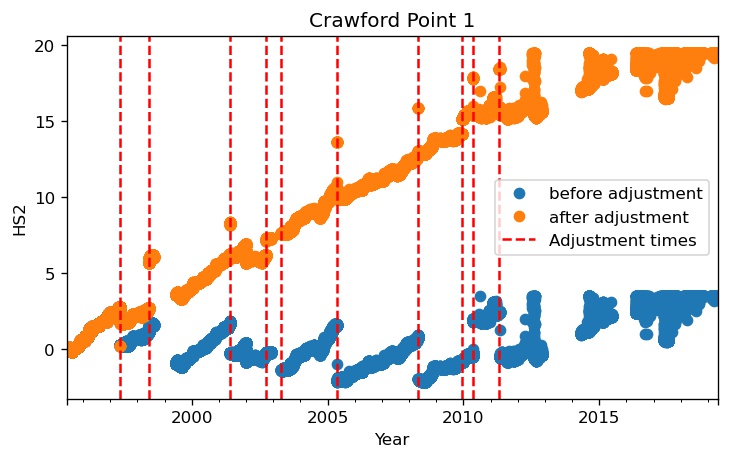 Crawford Point 1
20
15
10
5
0
HS2
before adjustment
after adjustment
Adjustment times
2000
2005
2010
2015
Year